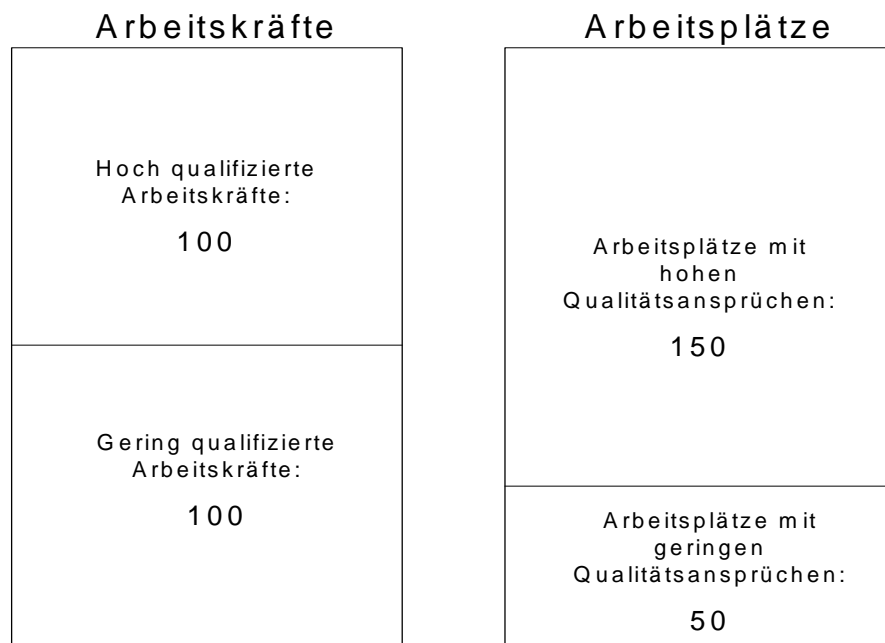 Arbeitskräfte
Hoch qualifizierte
Arbeitskräfte:
100
Gering qualifizierte
Arbeitskräfte:
100
Arbeitsplätze
Arbeitsplätze mit
hohen
Qualitätsansprüchen:
150
Arbeitsplätze mit
geringen
Qualitätsansprüchen:
50